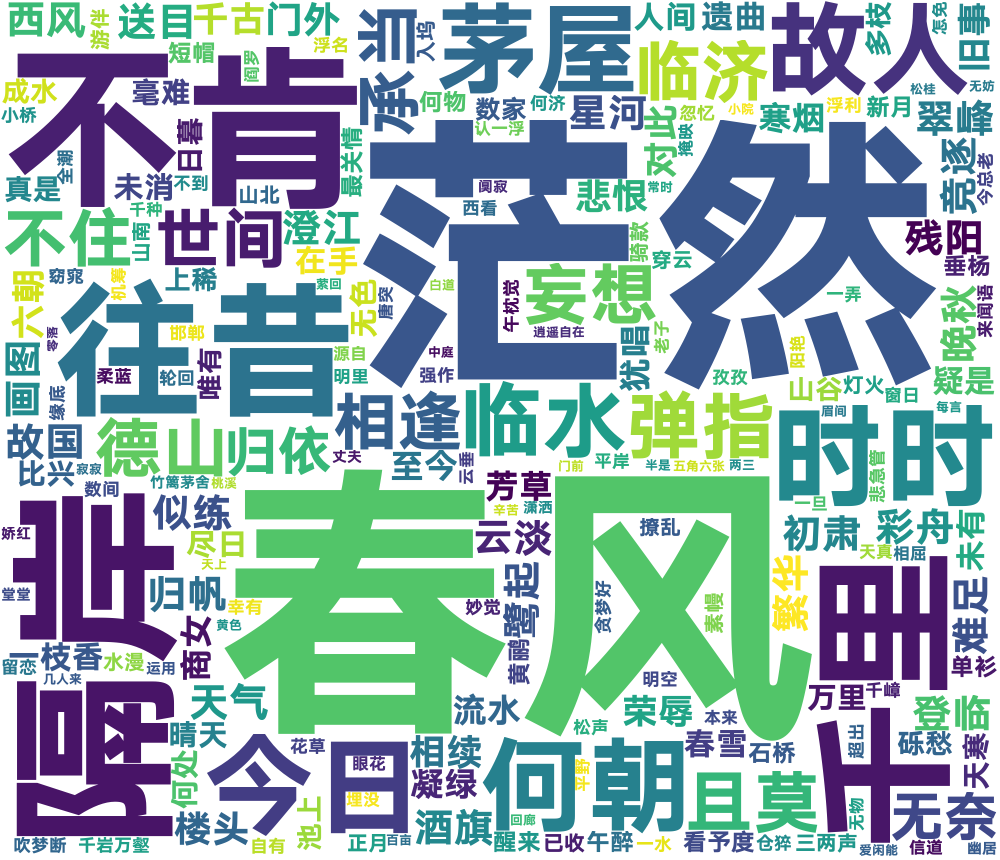 西风
游件
送目
千古
门外
短帽
阎罗
浮名
成水
毫难
小桥
日暮
不肯
承当
入坞
茅屋
人间
遗曲
临济
故人
多枝
怎免
旧事
松桂
无妨
何物
数家
何济
星河
忽忆
小院
寒烟
浮利
新月
翠峰
认一浮
对此
掩映
真是
全潮
未消
不到
山北
最关情
阒寂
西看
悲恨
常时
竞逐
今总老
不住
千种
山南
世间
澄江
在手
茫然
骑款
穿云
残阳
垂杨
窈窕
机筹
上稀
萦回
无色
唐突
白道
午枕觉
妄想
一弄
晚秋
来闻语
六朝
零落
往昔
邯郸
源自
明里
中庭
逍遥自在
犹唱
老子
阳艳
画图
缘底
柔蓝
轮回
唯有
强作
孜孜
山谷
灯火
窗日
疑是
故国
德山
归依
相逢
临水
弹指
眉间
每言
时时
比兴
寂寂
竹篱茅舍
桃溪
丈夫
至今
云垂
门前
平岸
半是
五角六张
两三
悲急管
数间
芳草
辛苦
潇洒
一旦
娇红
隔岸
似练
尽日
天上
云淡
撩乱
初肃
彩舟
天真
相屈
未有
堂堂
归帆
幸有
黄色
妙觉
鹭起
贪梦好
素幔
繁华
千里
难足
一枝香
留恋
几人来
水漫
运用
商女
黄鹂
春风
明空
单衫
天气
流水
松声
荣辱
本来
万里
千嶂
登临
晴天
何处
今日
花草
眼花
埋没
相续
凝绿
何朝
平野
春雪
石桥
且莫
超出
砾愁
天寒
无物
无奈
吹梦断
千岩万壑
楼头
自有
池上
正月
百亩
酒旗
回廊
醒来
已收
午醉
一水
看予度
仓猝
三两声
爱闲能
信道
幽居